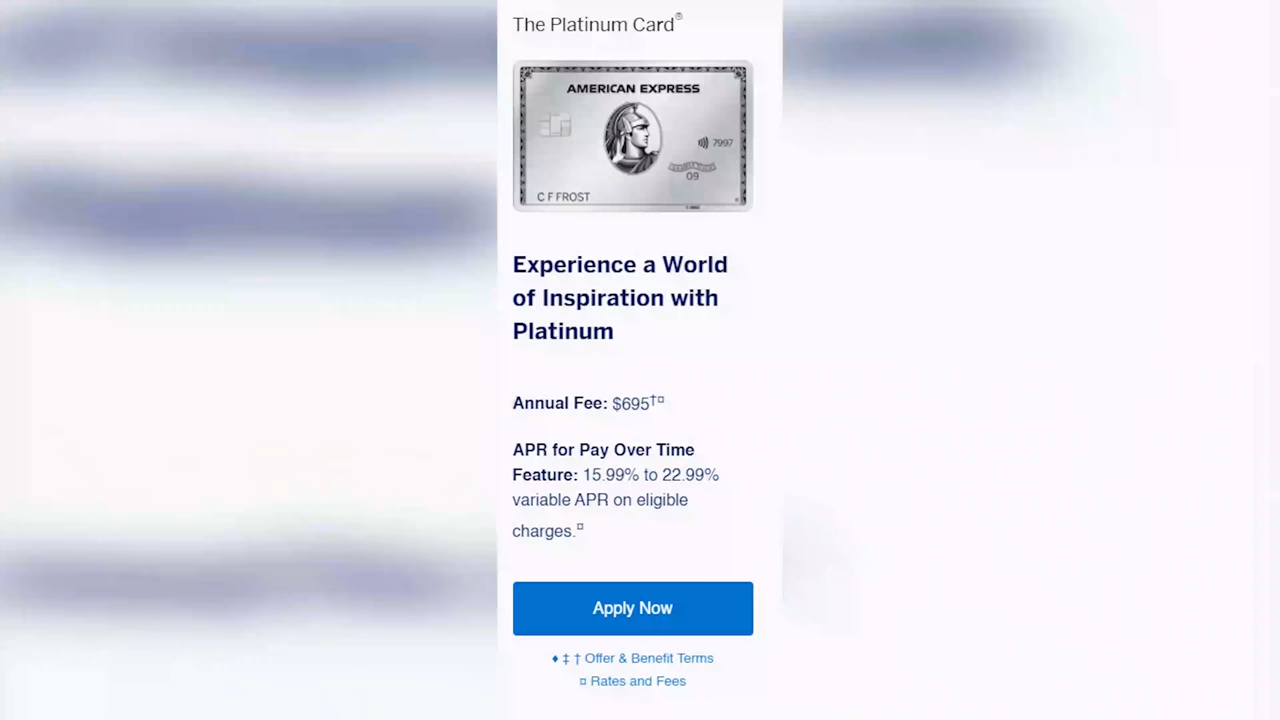 The Platinum Card®
AMERICAN EXPRESS
7997
09
C F FROST
Experience a World
of Inspiration with
Platinum
Annual Fee: $695†¤
APR for Pay Over Time
Feature: 15.99% to 22.99%
variable APR on eligible
charges.¤
Apply Now
♦ ‡ † Offer & Benefit Terms
¤ Rates and Fees